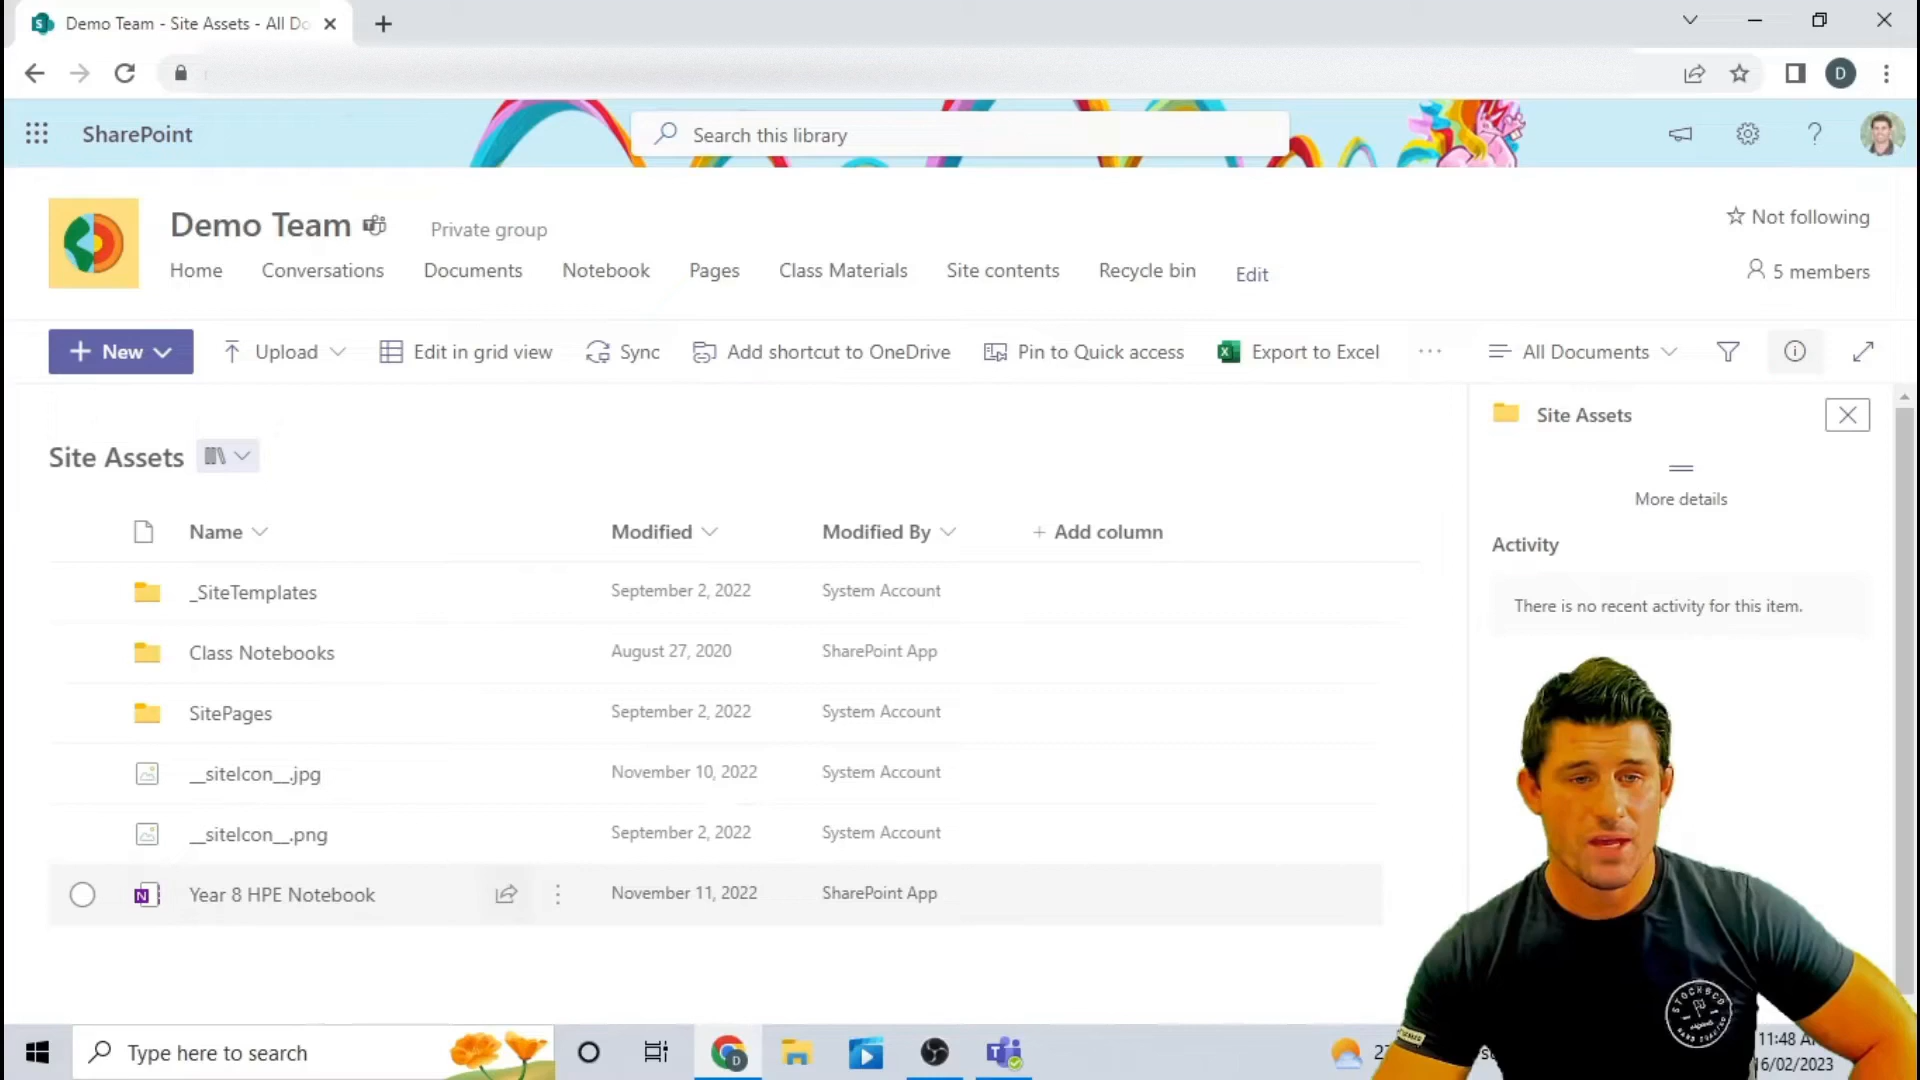 Demo Team - Site Assets - All Do
D
SharePoint
Search this library
Demo Team
Private group
Not following
Home
Conversations
Documents
Notebook
Pages
Class Materials
Site contents
Recycle bin
Edit
5 members
New
Upload
Edit in grid view
Sync
Add shortcut to OneDrive
Pin to Quick access
Export to Excel
All Documents
Site Assets
Site Assets
More details
Activity
There is no recent activity for this item.
Name
Modified
Modified By
+ Add column
_SiteTemplates
September 2, 2022
System Account
Class Notebooks
August 27, 2020
SharePoint App
SitePages
September 2, 2022
System Account
__siteIcon__.jpg
November 10, 2022
System Account
__siteIcon__.png
September 2, 2022
System Account
Year 8 HPE Notebook
November 11, 2022
SharePoint App
STOCK&CO
Type here to search
11:48 A
16/02/2023